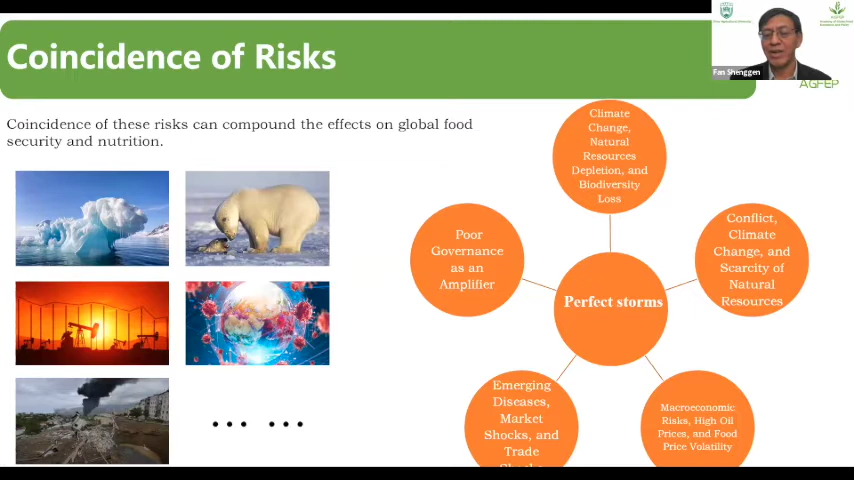 Coincidence of Risks
Fan Shenggen
AGFEP
Coincidence of these risks can compound the effects on global food
security and nutrition.
Climate
Change,
Natural
Resources
Depletion, and
Biodiversity
Loss
Poor
Governance
as an
Amplifier
Conflict,
Climate
Change, and
Scarcity of
Natural
Resources
Perfect storms
Emerging
Diseases,
Market
Shocks, and
Trade
Macroeconomic
Risks, High Oil
Prices, and Food
Price Volatility